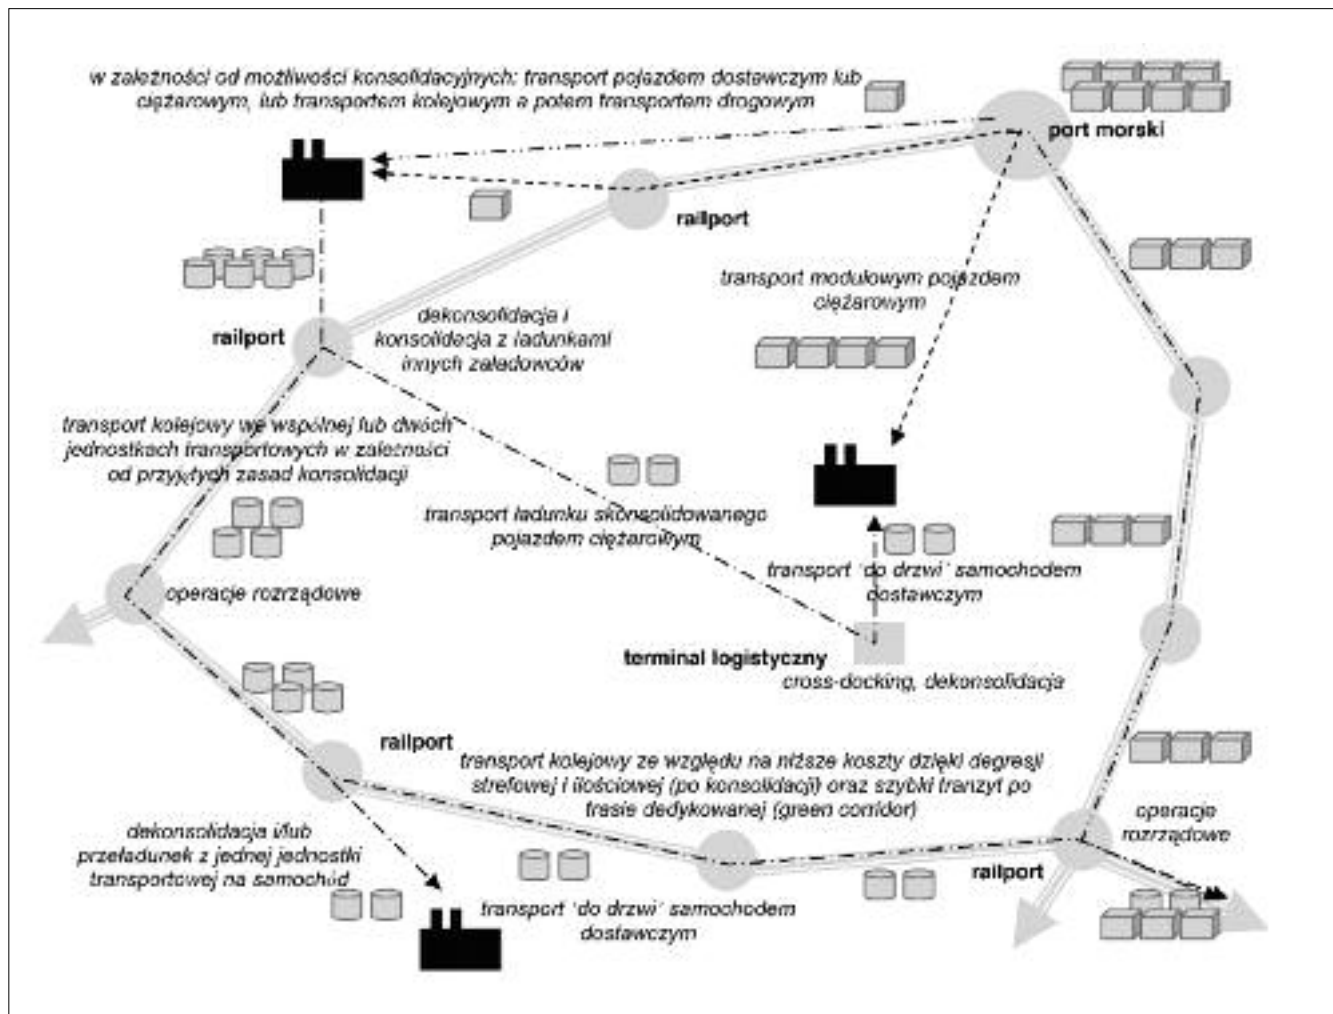 w zależności od możliwości konsolidacyjnych: transport pojazdem dostawczym lub
ciężarowym, lub transportem kolejowym a potem transportem drogowym
port morski
railport
transport modułowym pojazdem
ciężarowym
railport
dekonsolidacja i
konsolidacja z ładunkami
innych załadowców
transport kolejowy we wspólnej lub dwóch
jednostkach transportowych w zależności
od przyjętych zasad konsolidacji
transport ładunku skonsolidowanego
pojazdem ciężarowym
transport 'do drzwi' samochodem
dostawczym
operacje rozrządowe
terminal logistyczny
cross-docking, dekonsolidacja
railport
transport kolejowy ze względu na niższe koszty dzięki degresji
strefowej i ilościowej (po konsolidacji) oraz szybki tranzyt po
trasie dedykowanej (green corridor)
operacje
rozrządowe
dekonsolidacja i/lub
przeładunek z jednej jednostki
transportowej na samochód
railport
transport 'do drzwi' samochodem
dostawczym